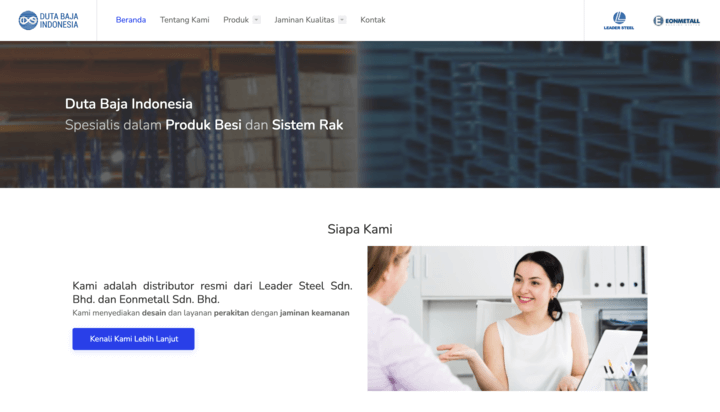 DUTA BAJA
INDONESIA
Beranda
Tentang Kami
Produk
Jaminan Kualitas
Kontak
LEADER STEEL
EONMETALL
Duta Baja Indonesia
Spesialis dalam Produk Besi dan Sistem Rak
Siapa Kami
Kami adalah distributor resmi dari Leader Steel Sdn.
Bhd. dan Eonmetall Sdn. Bhd.
Kami menyediakan desain dan layanan perakitan dengan jaminan keamanan
Kenali Kami Lebih Lanjut